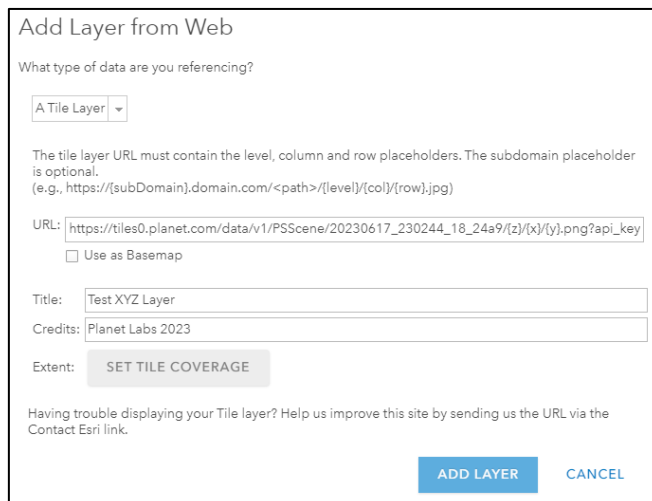 Add Layer from Web
What type of data are you referencing?
A Tile Layer
The tile layer URL must contain the level, column and row placeholders. The subdomain placeholder
is optional.
(e.g., https://{subDomain}.domain.com/<path>/{level}/{col}/{row}.jpg)
URL: https://tiles0.planet.com/data/v1/PSScene/20230617_230244_18_24a9/{z}/{x}/{y}.png?api_key
Use as Basemap
Title: Test XYZ Layer
Credits: Planet Labs 2023
Extent: SET TILE COVERAGE
Having trouble displaying your Tile layer? Help us improve this site by sending us the URL via the
Contact Esri link.
ADD LAYER CANCEL